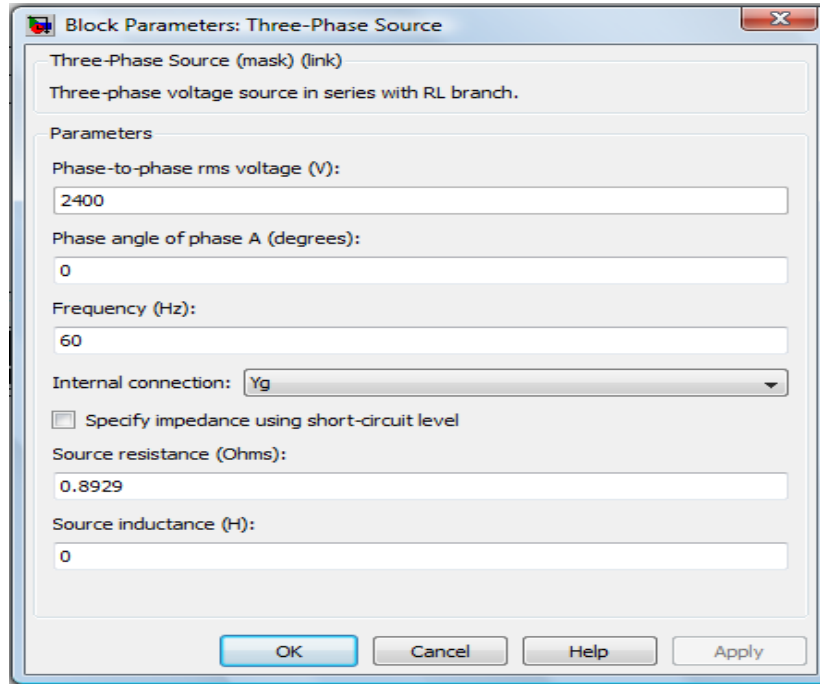 Block Parameters: Three-Phase Source
Three-Phase Source (mask) (link)
Three-phase voltage source in series with RL branch.
Parameters
Phase-to-phase rms voltage (V):
2400
Phase angle of phase A (degrees):
0
Frequency (Hz):
60
Internal connection: Yg
Specify impedance using short-circuit level
Source resistance (Ohms):
0.8929
Source inductance (H):
0
OK Cancel Help Apply